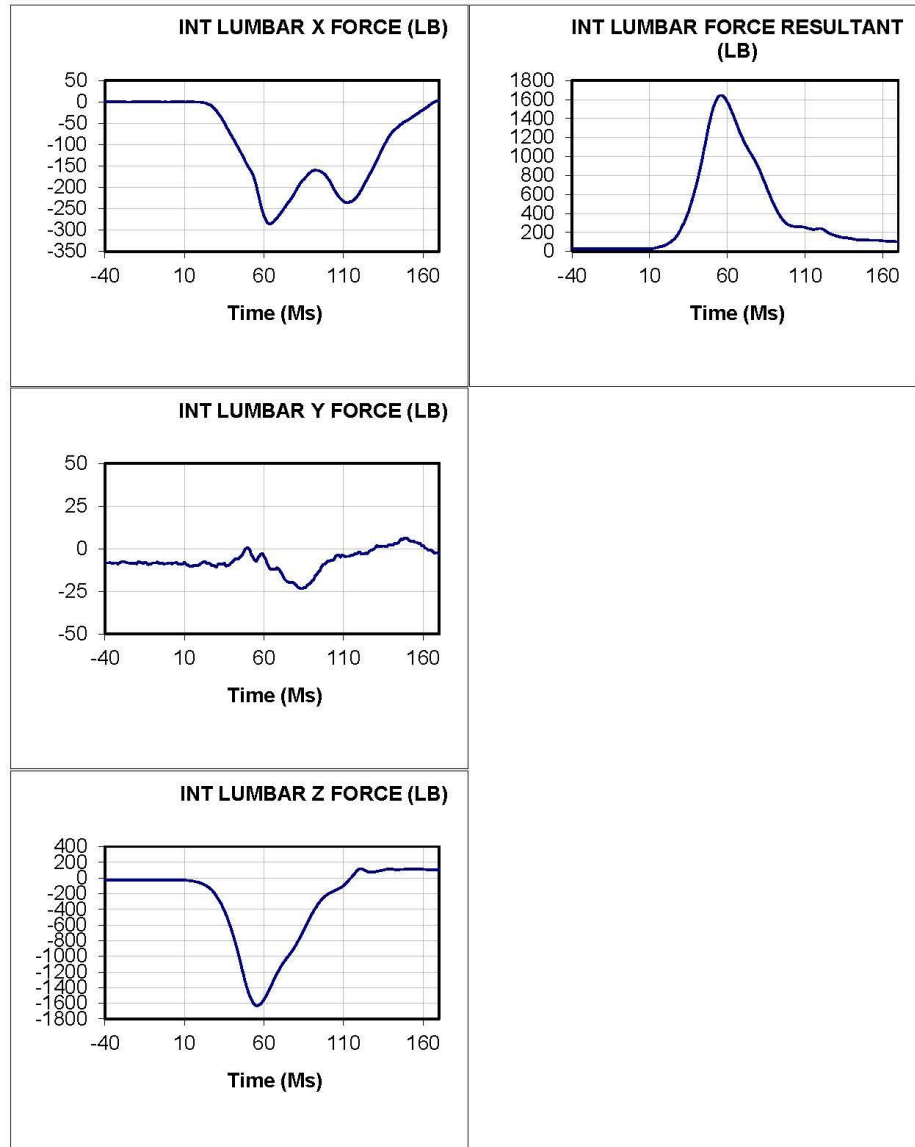 INT LUMBAR X FORCE (LB)
50
0
-50
-100
-150
-200
-250
-300
-350
-40 10 60 110 160
Time (Ms)
INT LUMBAR FORCE RESULTANT
(LB)
1800
1600
1400
1200
1000
800
600
400
200
0
-40 10 60 110 160
Time (Ms)
INT LUMBAR Y FORCE (LB)
50
25
0
-25
-50
-40 10 60 110 160
Time (Ms)
INT LUMBAR Z FORCE (LB)
400
200
0
-200
-400
-600
-800
-1000
-1200
-1400
-1600
-1800
-40 10 60 110 160
Time (Ms)